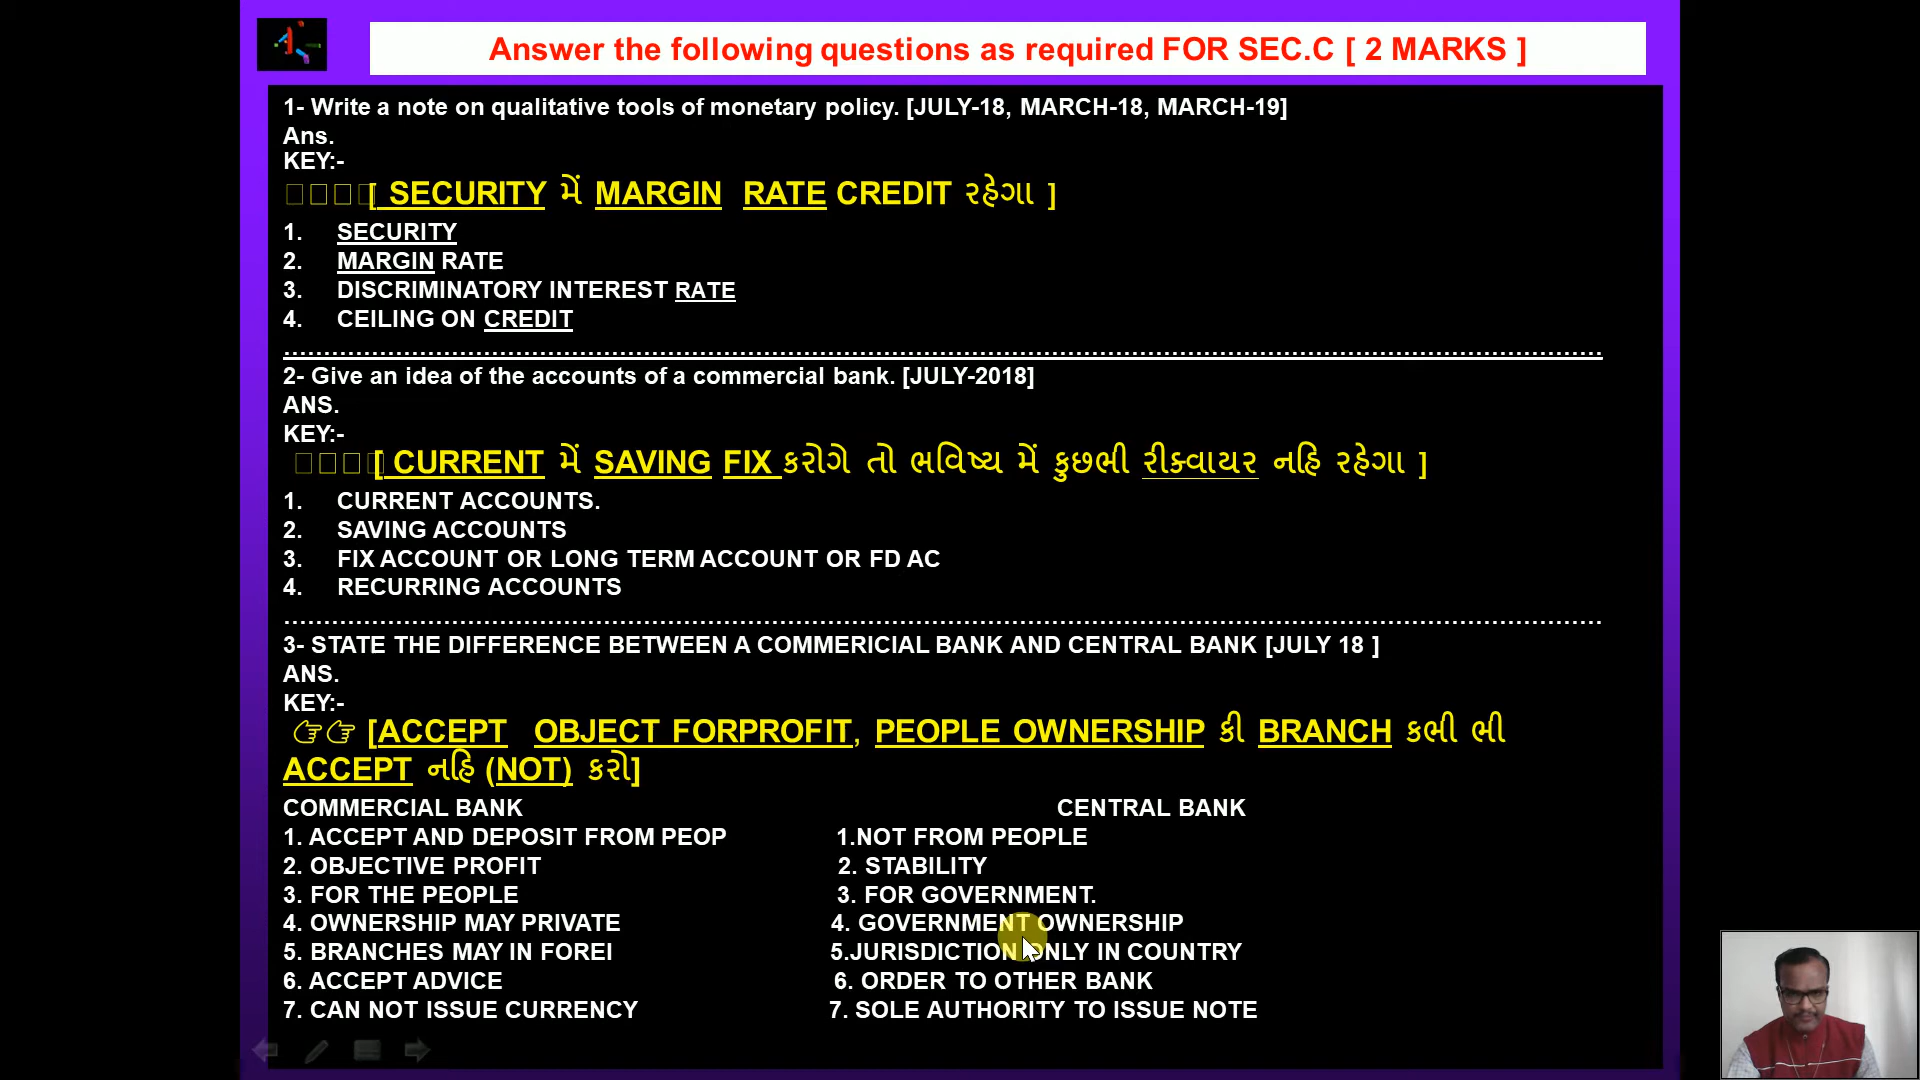 Answer the following questions as required FOR SEC.C [ 2 MARKS ]
1- Write a note on qualitative tools of monetary policy. [JULY-18, MARCH-18, MARCH-19]
Ans.
KEY:-
[ SECURITY મેં MARGIN RATE CREDIT રહેગા ]
1. SECURITY
2. MARGIN RATE
3. DISCRIMINATORY INTEREST RATE
4. CEILING ON CREDIT
2- Give an idea of the accounts of a commercial bank. [JULY-2018]
ANS.
KEY:-
[ CURRENT મેં SAVING FIX કરોગે તો ભવિષ્ય મેં કુછભી રીક્વાયર નહિ રહેગા ]
1. CURRENT ACCOUNTS.
2. SAVING ACCOUNTS
3. FIX ACCOUNT OR LONG TERM ACCOUNT OR FD AC
4. RECURRING ACCOUNTS
3- STATE THE DIFFERENCE BETWEEN A COMMERICIAL BANK AND CENTRAL BANK [JULY 18 ]
ANS.
KEY:-
👉👉 [ACCEPT OBJECT FORPROFIT, PEOPLE OWNERSHIP કી BRANCH કભી ભી
ACCEPT નહિ (NOT) કરો]
COMMERCIAL BANK CENTRAL BANK
1. ACCEPT AND DEPOSIT FROM PEOP 1.NOT FROM PEOPLE
2. OBJECTIVE PROFIT 2. STABILITY
3. FOR THE PEOPLE 3. FOR GOVERNMENT.
4. OWNERSHIP MAY PRIVATE 4. GOVERNMENT OWNERSHIP
5. BRANCHES MAY IN FOREI 5.JURISDICTION ONLY IN COUNTRY
6. ACCEPT ADVICE 6. ORDER TO OTHER BANK
7. CAN NOT ISSUE CURRENCY 7. SOLE AUTHORITY TO ISSUE NOTE